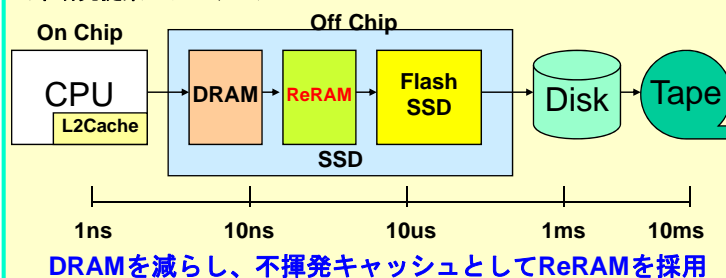 On Chip
Off Chip
CPU
L2Cache
DRAM
ReRAM
Flash
SSD
SSD
Disk
Tape
1ns 10ns 10us 1ms 10ms
DRAMを減らし、不揮発キャッシュとしてReRAMを採用